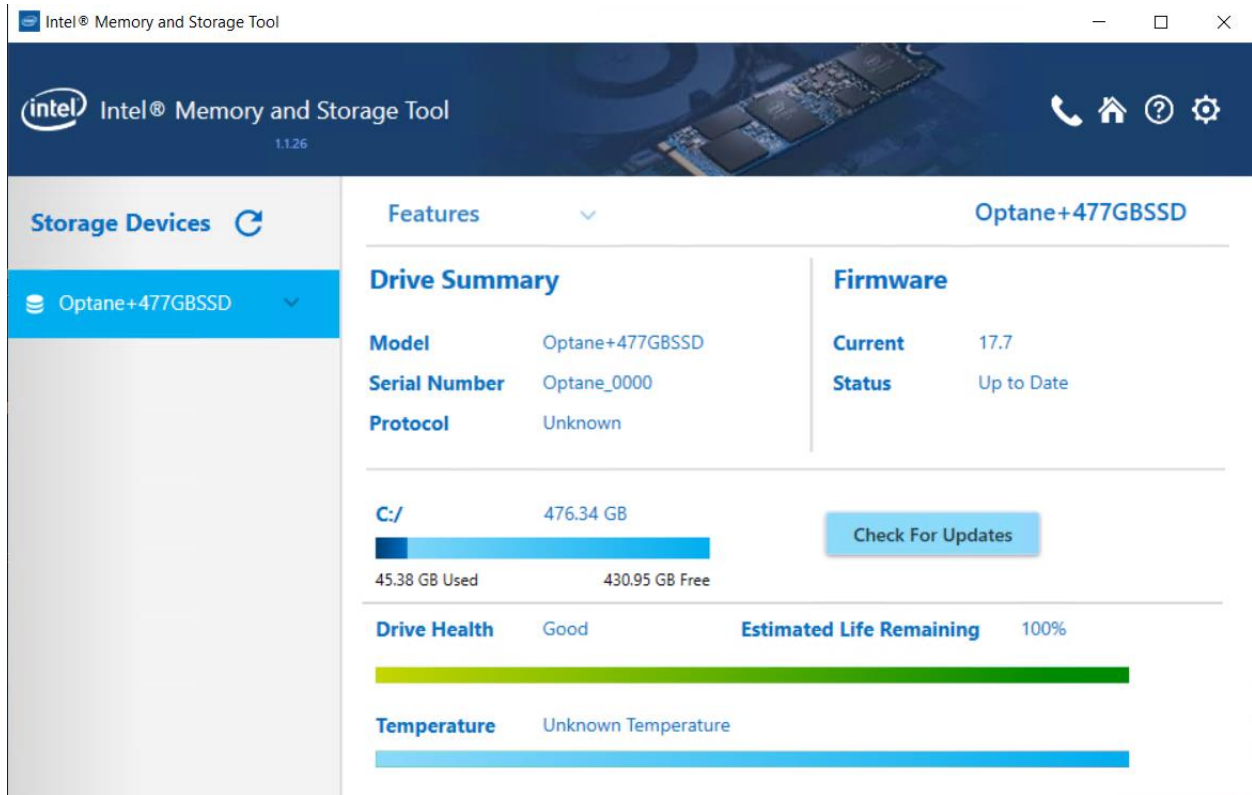 Intel® Memory and Storage Tool
intel Intel® Memory and Storage Tool
1.1.26
Storage Devices
Features
Optane+477GBSSD
Optane+477GBSSD
Drive Summary
Firmware
Model Optane+477GBSSD
Current 17.7
Serial Number Optane_0000
Status Up to Date
Protocol Unknown
C:/ 476.34 GB
Check For Updates
45.38 GB Used 430.95 GB Free
Drive Health Good Estimated Life Remaining 100%
Temperature Unknown Temperature